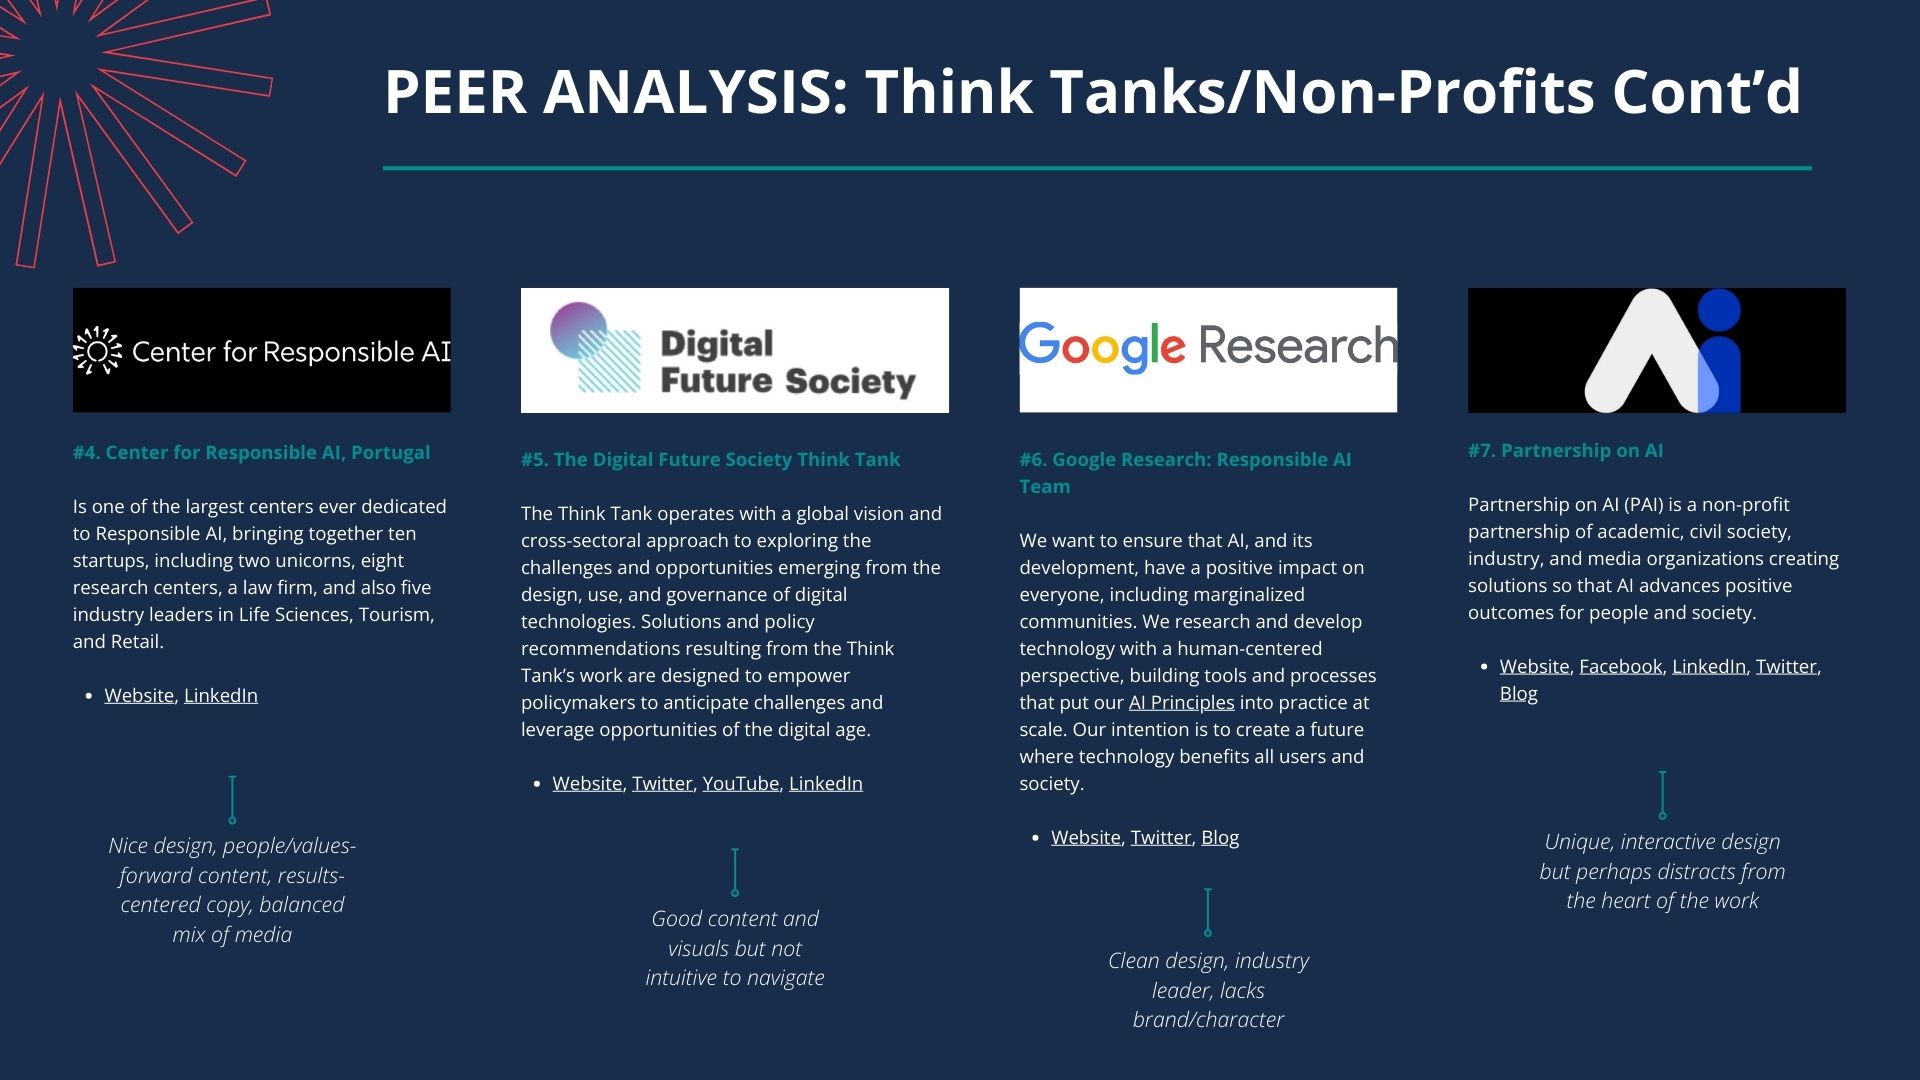 PEER ANALYSIS: Think Tanks/Non-Profits Cont’d
Center for Responsible AI
#4. Center for Responsible AI, Portugal
Is one of the largest centers ever dedicated
to Responsible AI, bringing together ten
startups, including two unicorns, eight
research centers, a law firm, and also five
industry leaders in Life Sciences, Tourism,
and Retail.
• Website, LinkedIn
Nice design, people/values-
forward content, results-
centered copy, balanced
mix of media
Digital
Future Society
#5. The Digital Future Society Think Tank
The Think Tank operates with a global vision and
cross-sectoral approach to exploring the
challenges and opportunities emerging from the
design, use, and governance of digital
technologies. Solutions and policy
recommendations resulting from the Think
Tank’s work are designed to empower
policymakers to anticipate challenges and
leverage opportunities of the digital age.
• Website, Twitter, YouTube, LinkedIn
Good content and
visuals but not
intuitive to navigate
Google Research
#6. Google Research: Responsible AI
Team
We want to ensure that AI, and its
development, have a positive impact on
everyone, including marginalized
communities. We research and develop
technology with a human-centered
perspective, building tools and processes
that put our AI Principles into practice at
scale. Our intention is to create a future
where technology benefits all users and
society.
• Website, Twitter, Blog
Clean design, industry
leader, lacks
brand/character
Ai
#7. Partnership on AI
Partnership on AI (PAI) is a non-profit
partnership of academic, civil society,
industry, and media organizations creating
solutions so that AI advances positive
outcomes for people and society.
• Website, Facebook, LinkedIn, Twitter,
Blog
Unique, interactive design
but perhaps distracts from
the heart of the work